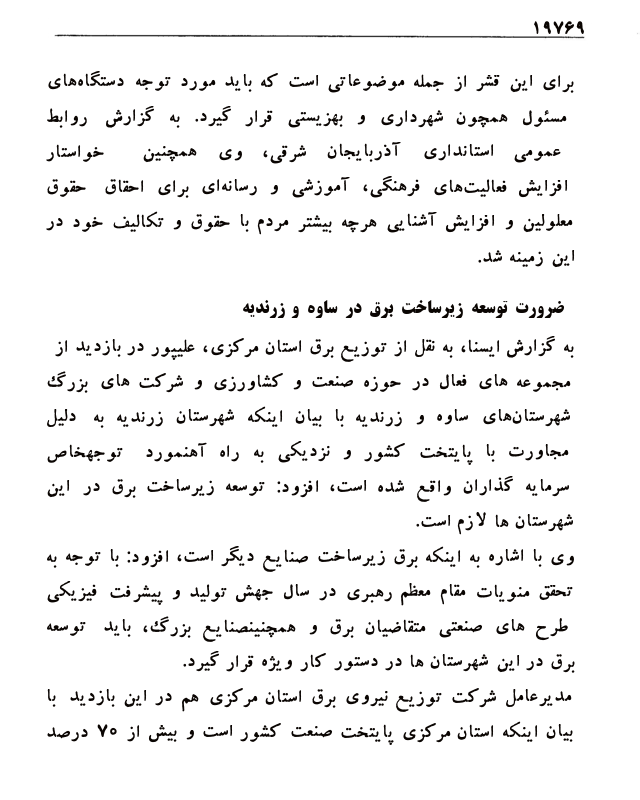 ۱۹۷۶۹
برای این قشر از جمله موضوعاتی است که باید مورد توجه دستگاه‌های
مسئول همچون شهرداری و بهزیستی قرار گیرد. به گزارش روابط
عمومی استانداری آذربایجان شرقی، وی همچنین خواستار
افزایش فعالیت‌های فرهنگی، آموزشی و رسانه‌ای برای احقاق حقوق
معلولین و افزایش آشنایی هرچه بیشتر مردم با حقوق و تکالیف خود در
این زمینه شد.
ضرورت توسعه زیرساخت برق در ساوه و زرندیه
به گزارش ایسنا، به نقل از توزیع برق استان مرکزی، علیپور در بازدید از
مجموعه های فعال در حوزه صنعت و کشاورزی و شرکت های بزرگ
شهرستان‌های ساوه و زرندیه با بیان اینکه شهرستان زرندیه به دلیل
مجاورت با پایتخت کشور و نزدیکی به راه آهنمورد توجهخاص
سرمایه گذاران واقع شده است، افزود: توسعه زیرساخت برق در این
شهرستان ها لازم است.
وی با اشاره به اینکه برق زیرساخت صنایع دیگر است، افزود: با توجه به
تحقق منویات مقام معظم رهبری در سال جهش تولید و پیشرفت فیزیکی
طرح های صنعتی متقاضیان برق و همچنینصنایع بزرگ، باید توسعه
برق در این شهرستان ها در دستور کار ویژه قرار گیرد.
مدیرعامل شرکت توزیع نیروی برق استان مرکزی هم در این بازدید با
بیان اینکه استان مرکزی پایتخت صنعت کشور است و بیش از ۷۰ درصد